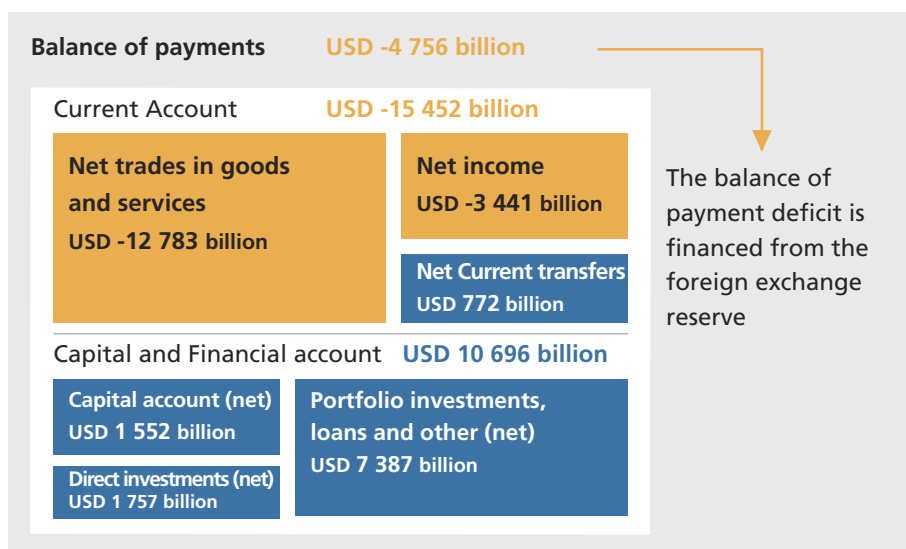 Balance of payments USD -4 756 billion
Current Account USD -15 452 billion
Net trades in goods
and services
USD -12 783 billion
Net income
USD -3 441 billion
Net Current transfers
USD 772 billion
Capital and Financial account USD 10 696 billion
Capital account (net)
USD 1 552 billion
Direct investments (net)
USD 1 757 billion
Portfolio investments,
loans and other (net)
USD 7 387 billion
The balance of
payment deficit is
financed from the
foreign exchange
reserve